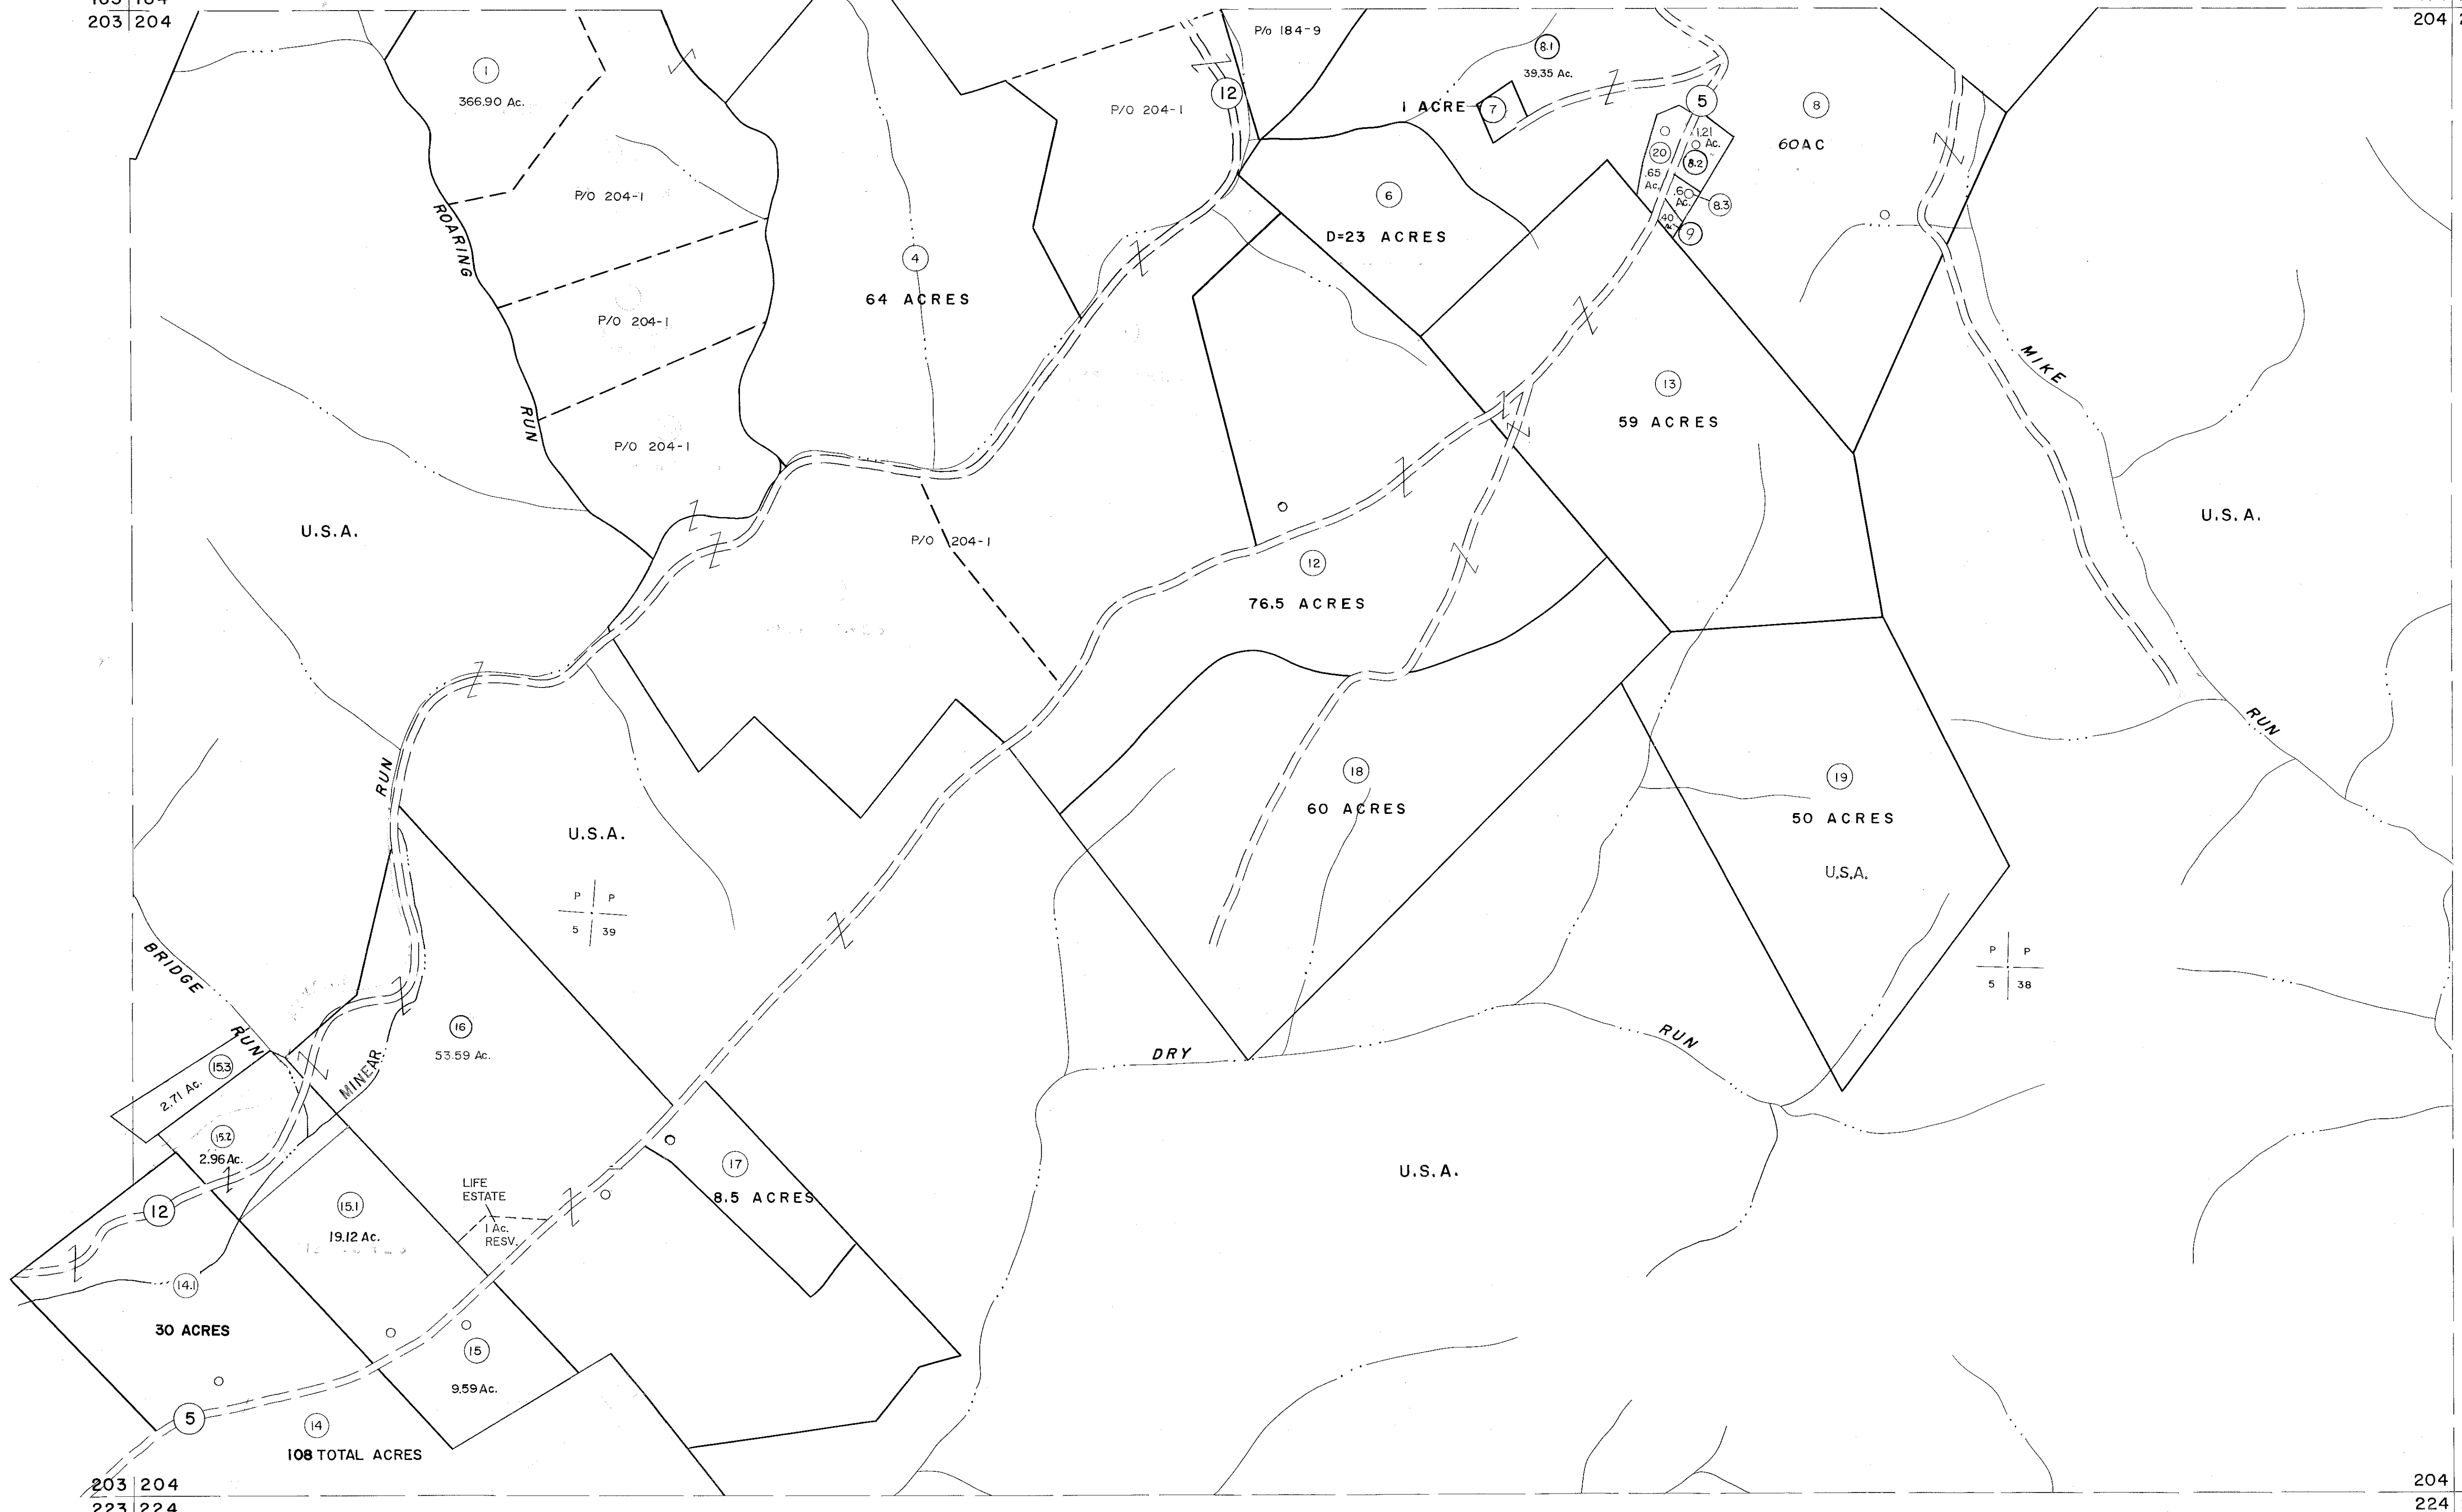 203 204
204
P/o 184-9
1
366.90 Ac.
8.1
39.35 Ac.
12
P/O 204-1
1 ACRE
7
5
8
60AC
1.21
Ac.
20
8.2
.65
Ac.
.6
Ac.
8.3
.40
9
P/O 204-1
6
D=23 ACRES
ROARING
4
64 ACRES
P/O 204-1
MIKE
13
59 ACRES
RUN
P/O 204-1
U.S.A.
U.S.A.
P/O 204-1
12
76.5 ACRES
RUN
RUN
18
60 ACRES
19
50 ACRES
U.S.A.
U.S.A.
P P
5 39
P P
5 38
BRIDGE
RUN
16
53.59 Ac.
DRY
RUN
MINEAR
15.3
2.71 Ac.
15.2
2.96 Ac.
17
8.5 ACRES
U.S.A.
LIFE
ESTATE
1 Ac.
RESV.
12
15.1
19.12 Ac.
14.1
30 ACRES
15
9.59 Ac.
5
14
108 TOTAL ACRES
203 204
223 224
204
224